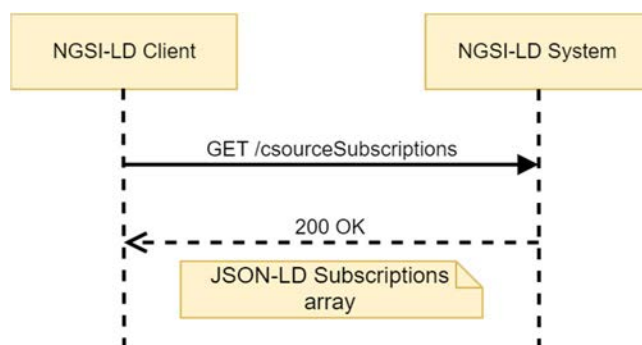 NGSI-LD Client
NGSI-LD System
GET /csourceSubscriptions
200 OK
JSON-LD Subscriptions
array